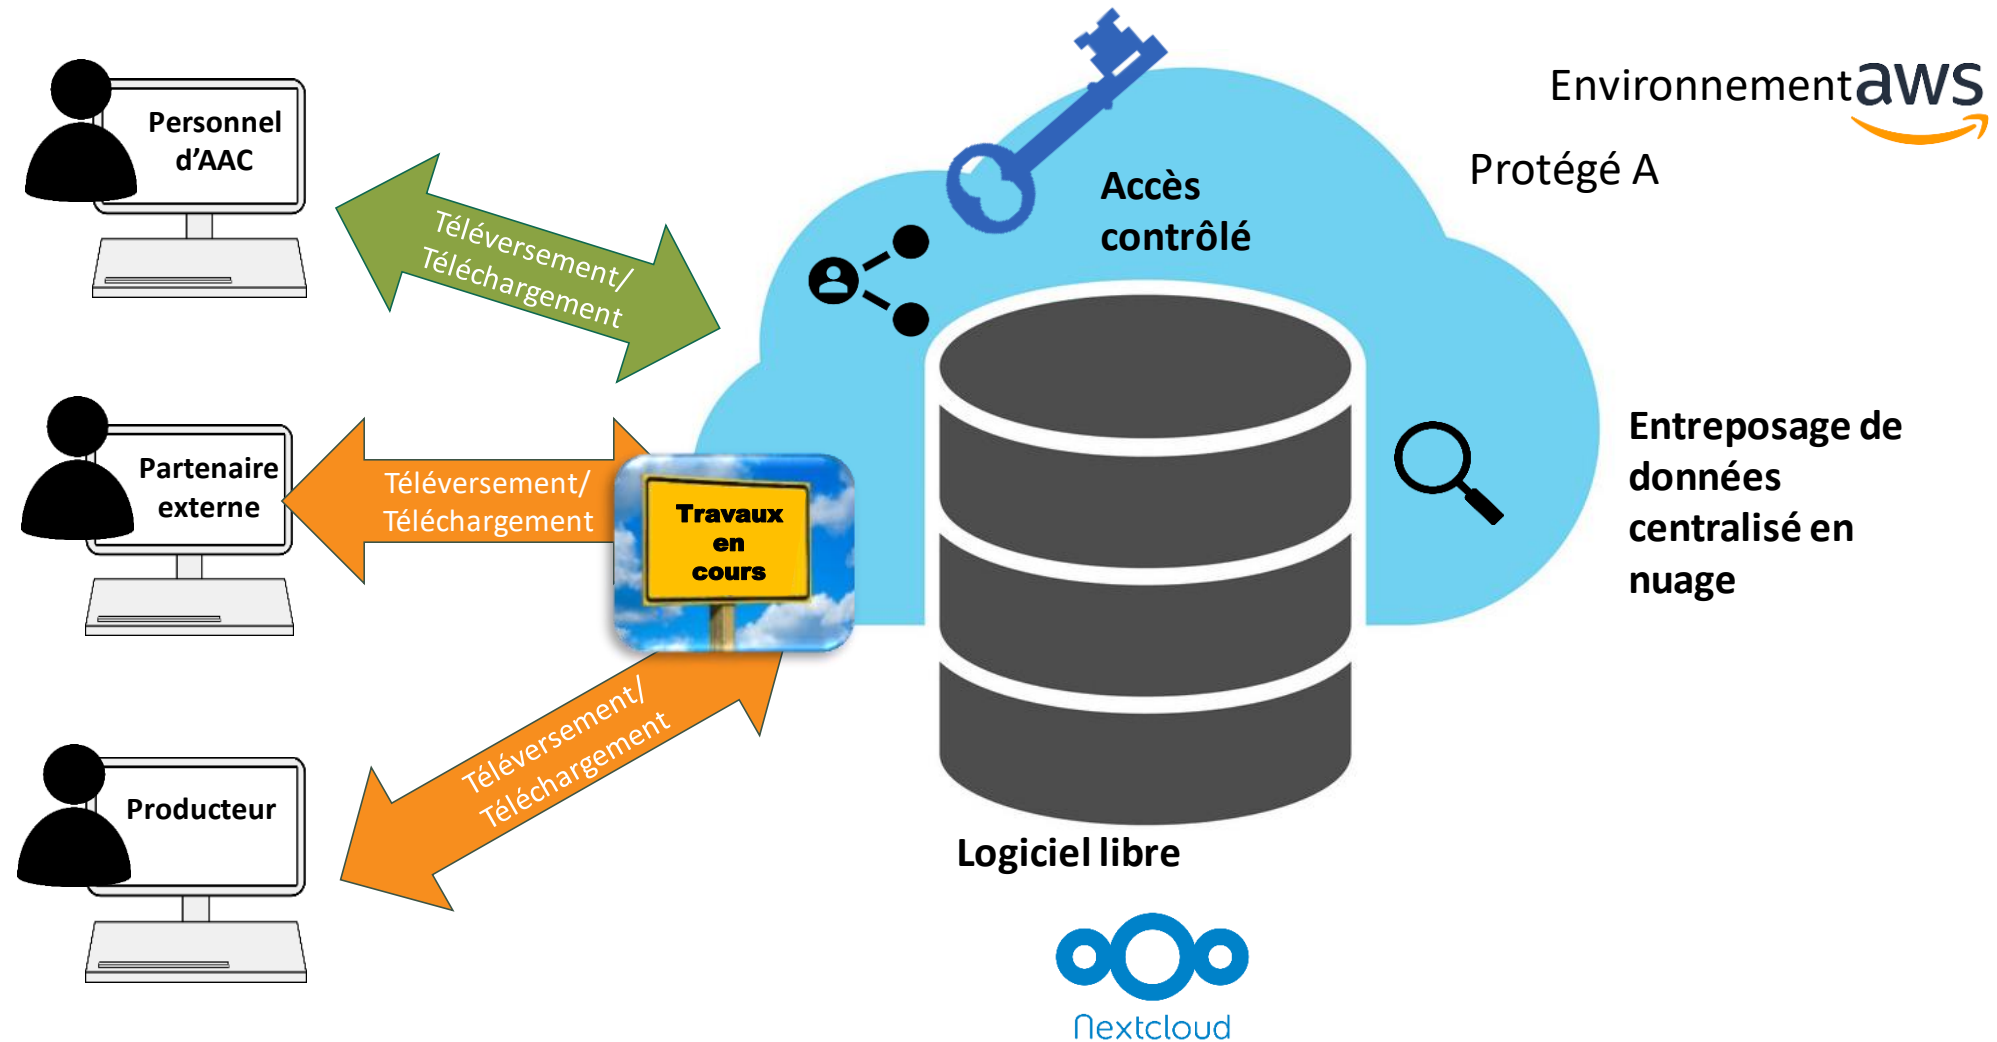 Personnel
d’AAC
Téléversement/
Téléchargement
Partenaire
externe
Téléversement/
Téléchargement
Travaux
en
cours
Producteur
Téléversement/
Téléchargement
Accès
contrôlé
Environnement aws
Protégé A
Entreposage de
données
centralisé en
nuage
Logiciel libre
Nextcloud